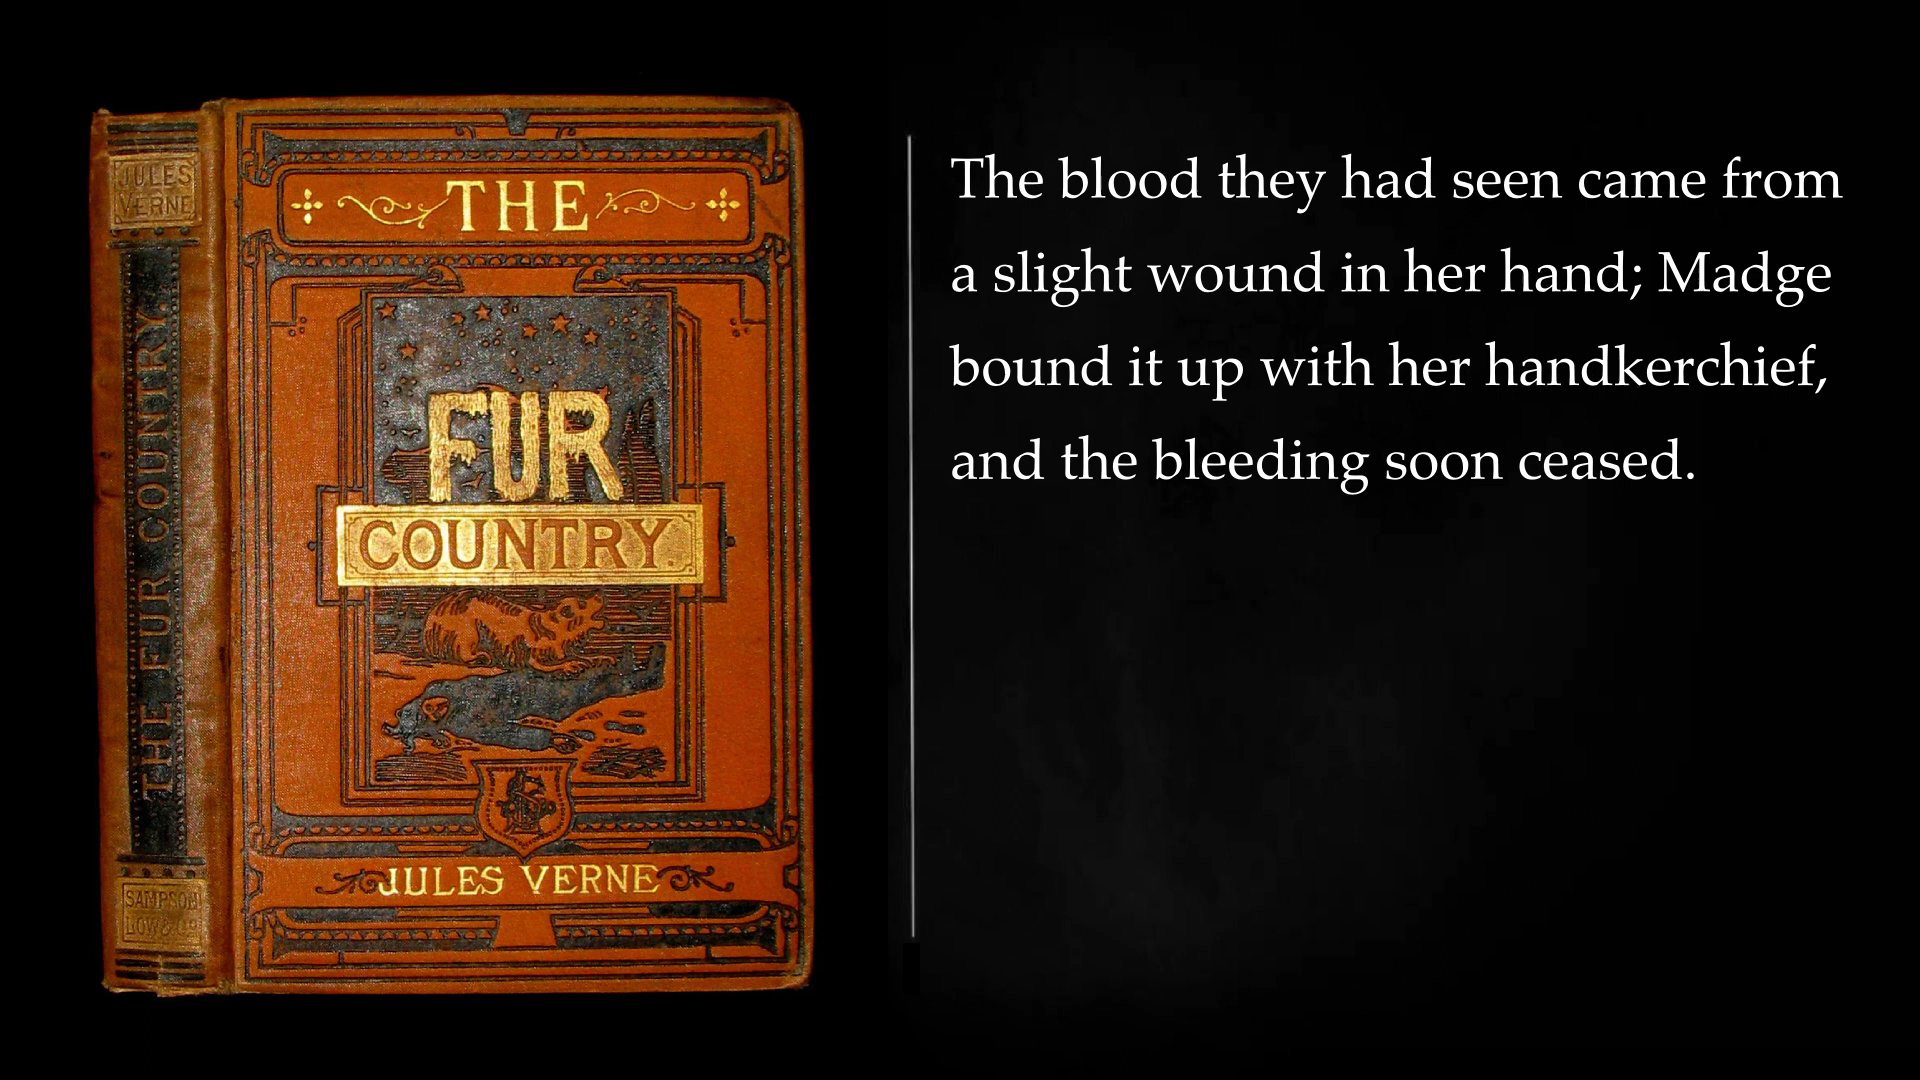 JULES
VERNE
THE FUR COUNTRY.
SAMPSON
LOW & Co
THE
FUR
COUNTRY.
JULES VERNE
The blood they had seen came from
a slight wound in her hand; Madge
bound it up with her handkerchief,
and the bleeding soon ceased.